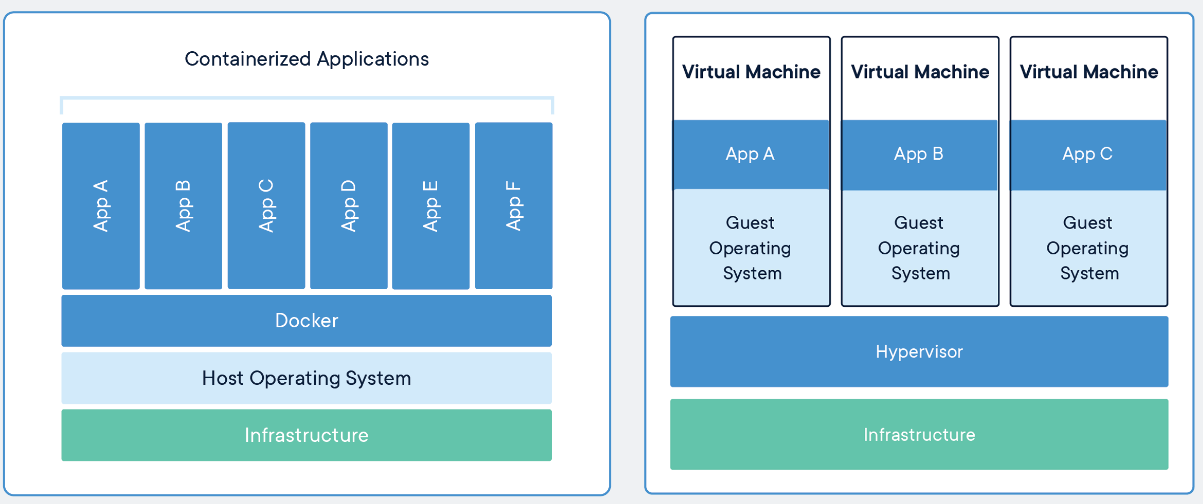 Containerized Applications
App A
App B
App C
App D
App E
App F
Docker
Host Operating System
Infrastructure
Virtual Machine
App A
Guest
Operating
System
Virtual Machine
App B
Guest
Operating
System
Virtual Machine
App C
Guest
Operating
System
Hypervisor
Infrastructure